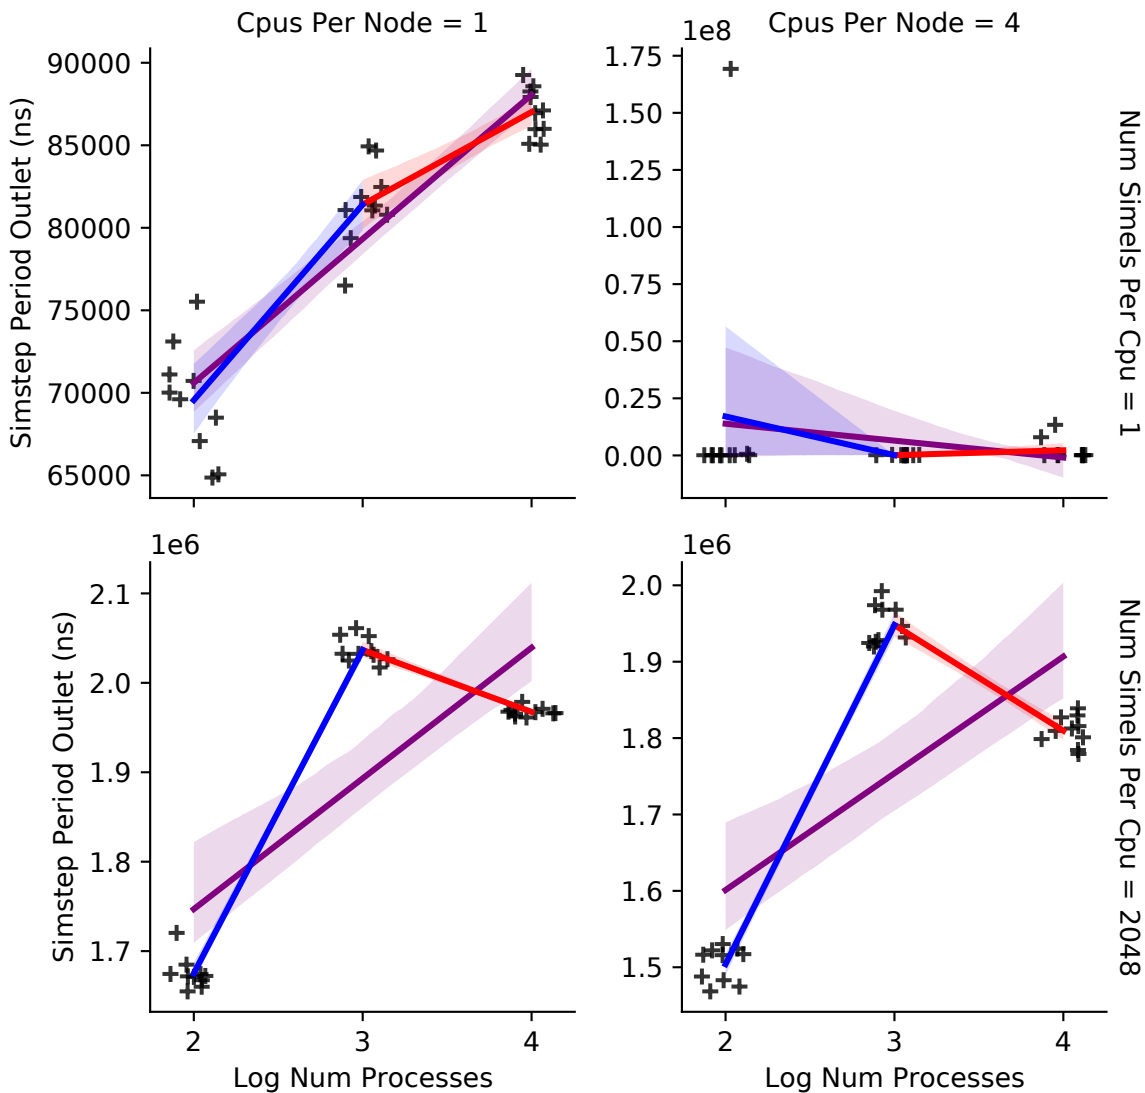 Cpus Per Node = 1
Cpus Per Node = 4
1e8
90000
85000
80000
75000
70000
65000
Simstep Period Outlet (ns)
1.75
1.50
1.25
1.00
0.75
0.50
0.25
0.00
Num Simels Per Cpu = 1
1e6
2.1
2.0
1.9
1.8
1.7
Simstep Period Outlet (ns)
2
3
4
Log Num Processes
1e6
2.0
1.9
1.8
1.7
1.6
1.5
2
3
4
Log Num Processes
Num Simels Per Cpu = 2048